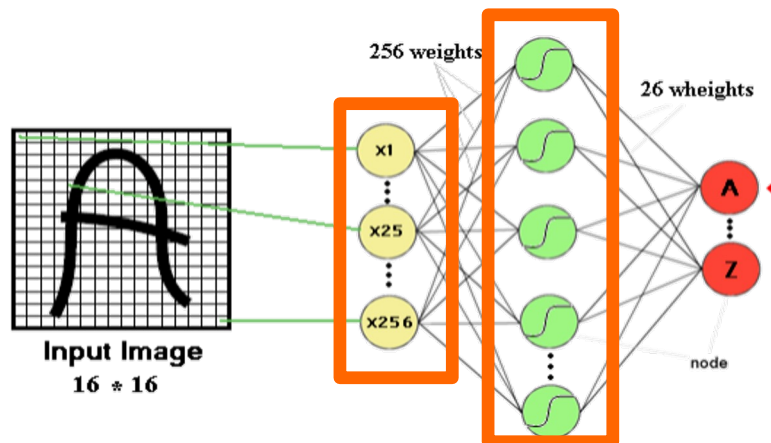 256 weights
26 wheights
x1
x25
x256
A
Z
node
Input Image
16 * 16